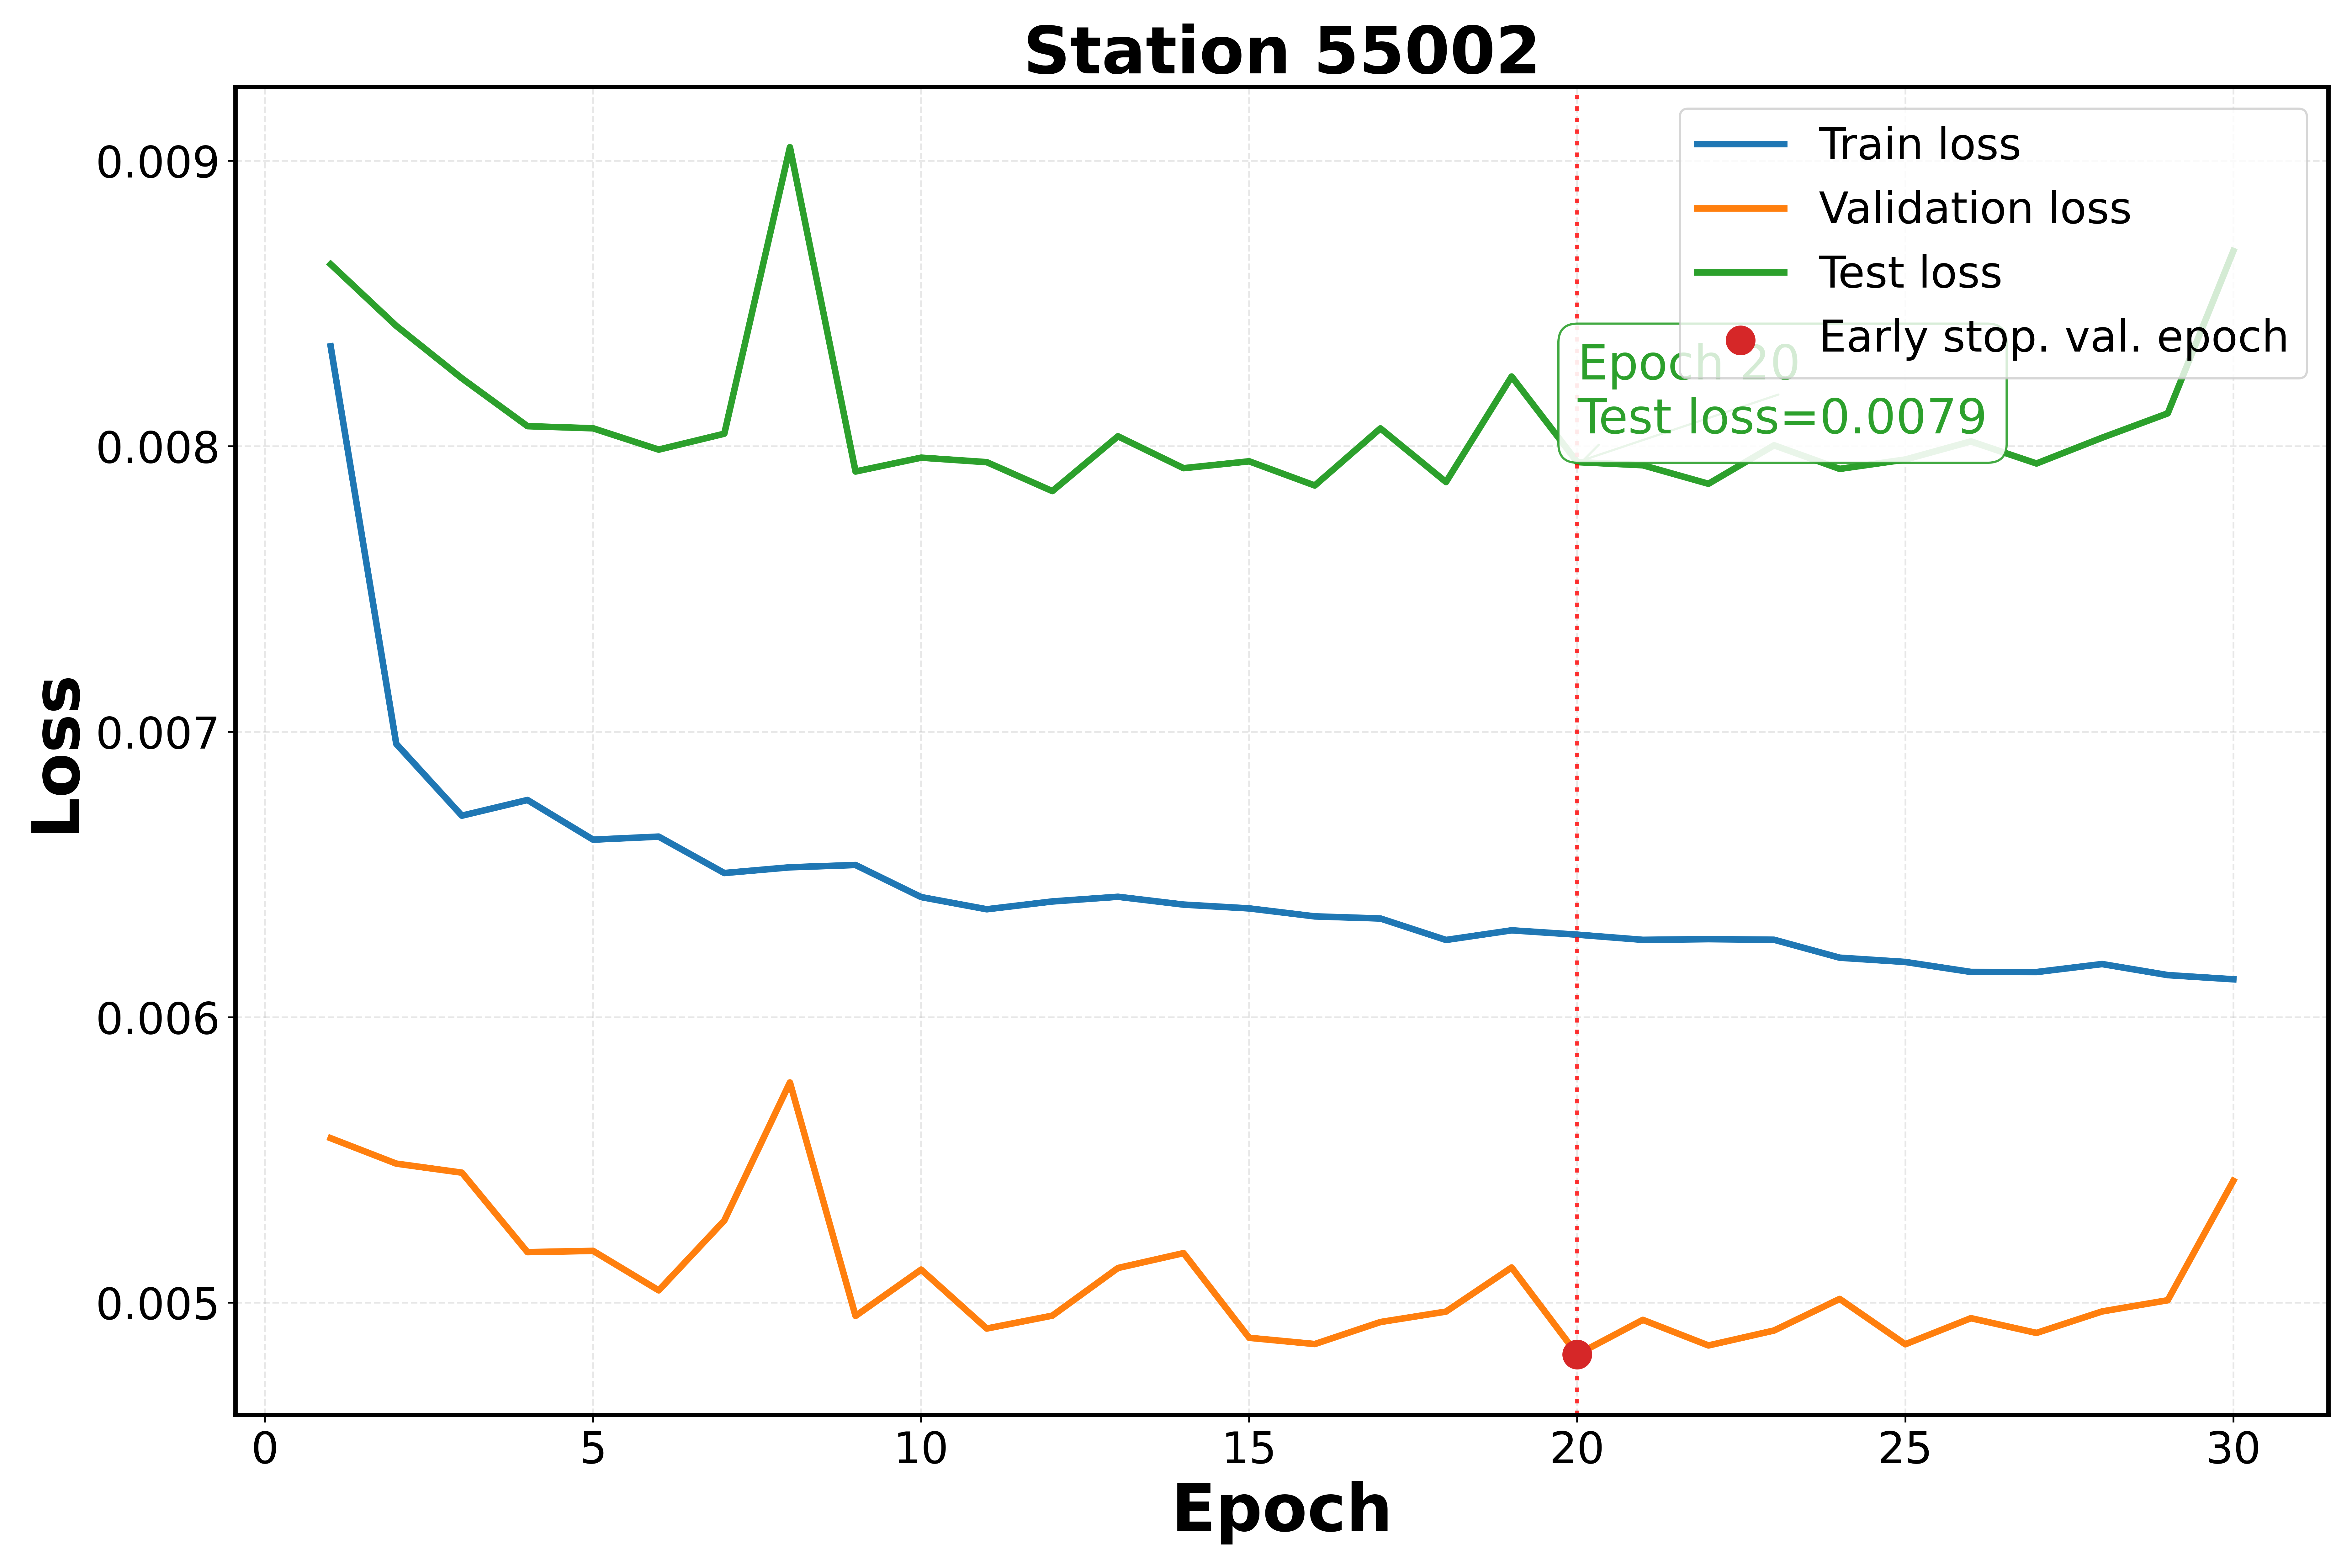 Station 55002
Loss
0.009
0.008
0.007
0.006
0.005
Train loss
Validation loss
Test loss
Early stop. val. epoch
Epoch 20
Test loss=0.0079
0 5 10 15 20 25 30
Epoch